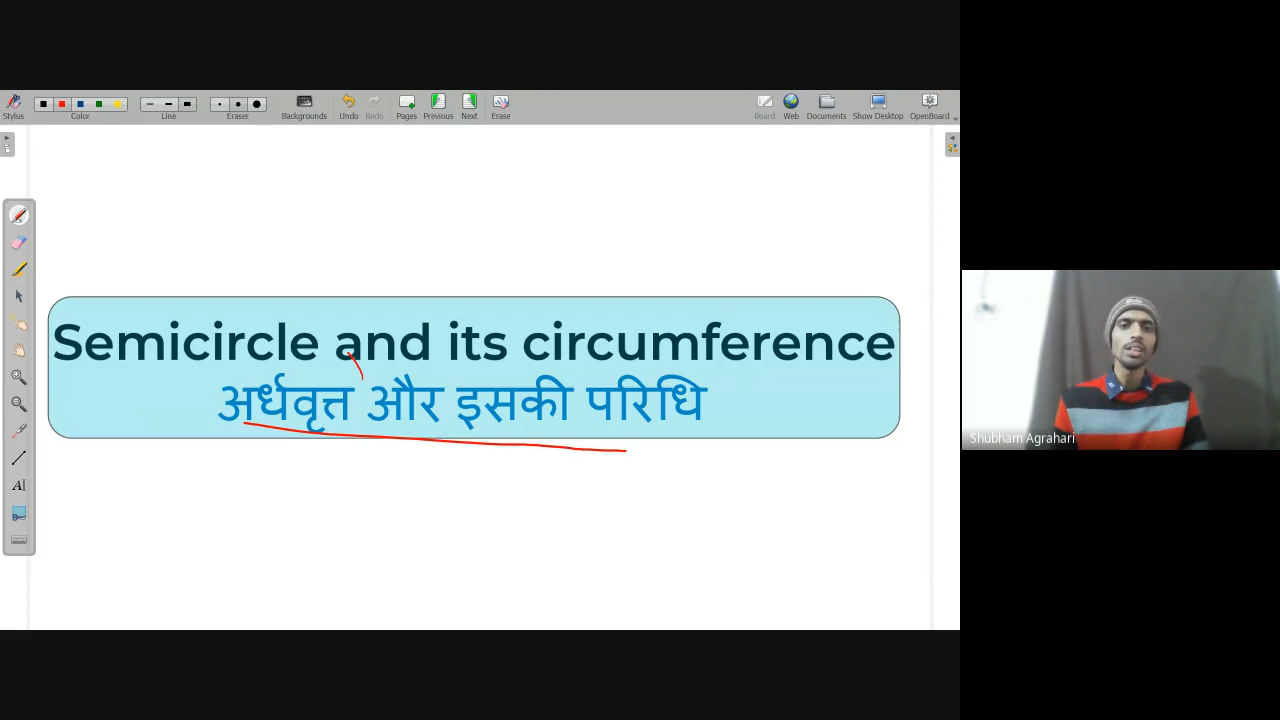 Stylus
Color
Line
Eraser
Backgrounds
Undo
Redo
Pages
Previous
Next
Erase
Board
Web
Documents
Show Desktop
OpenBoard
Semicircle and its circumference
अर्धवृत्त और इसकी परिधि
Shubham Agrahari